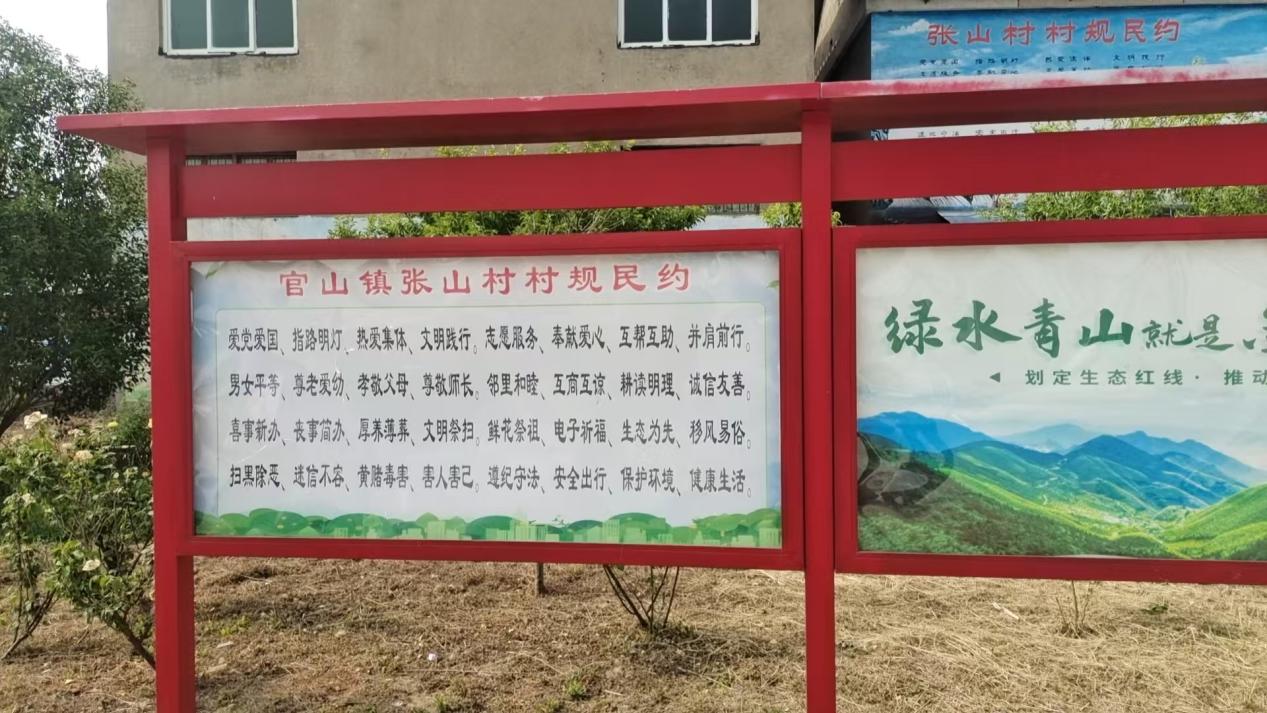 张山村村规民约
官山镇张山村村规民约
爱党爱国、指路明灯、热爱集体、文明践行。志愿服务、奉献爱心、互帮互助、并肩前行。
男女平等、尊老爱幼、孝敬父母、尊敬师长。邻里和睦、互商互谅、耕读明理、诚信友善。
喜事新办、丧事简办、厚养薄葬、文明祭扫。鲜花祭祖、电子祈福、生态为先、移风易俗。
扫黑除恶、迷信不容、黄赌毒害、害人害己。遵纪守法、安全出行、保护环境、健康生活。
绿水青山就是
划定生态红线·推动